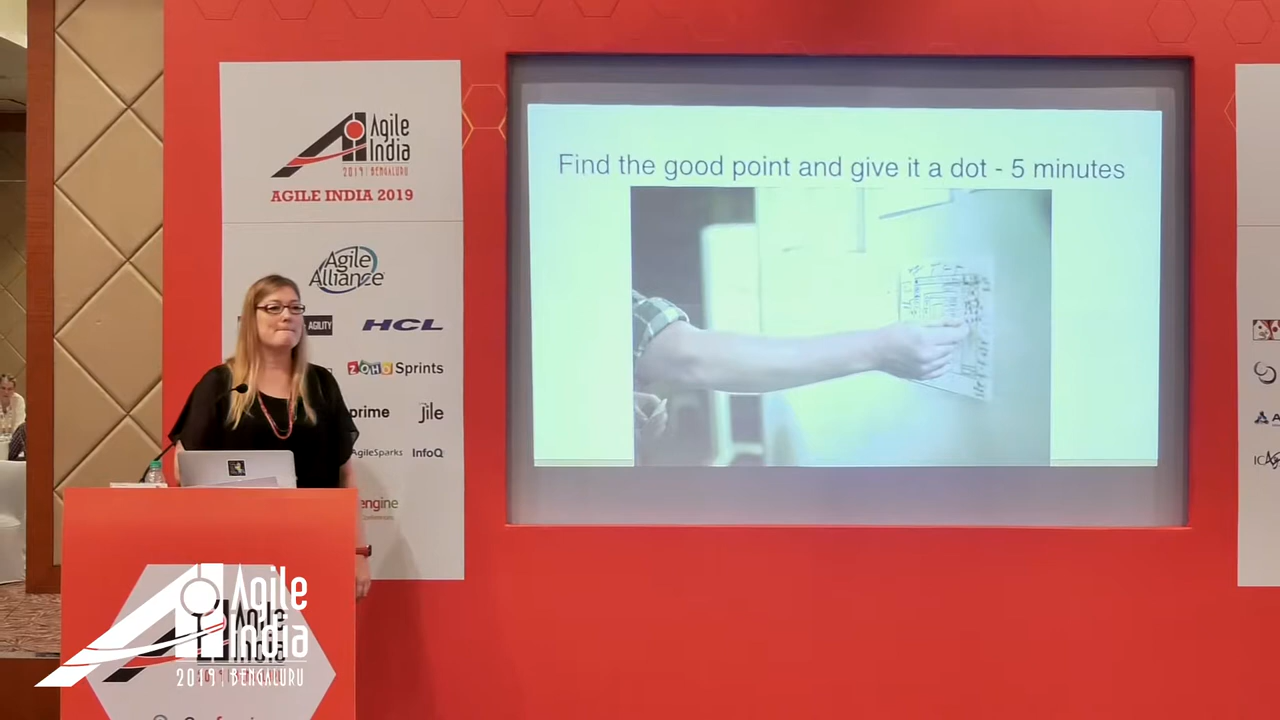 Agile
India
2019 | BENGALURU
AGILE INDIA 2019
Agile
Alliance
AGILITY
HCL
ZOHO Sprints
prime
Jile
AgileSparks
InfoQ
engine
Find the good point and give it a dot - 5 minutes
Agile
India
2019 | BENGALURU